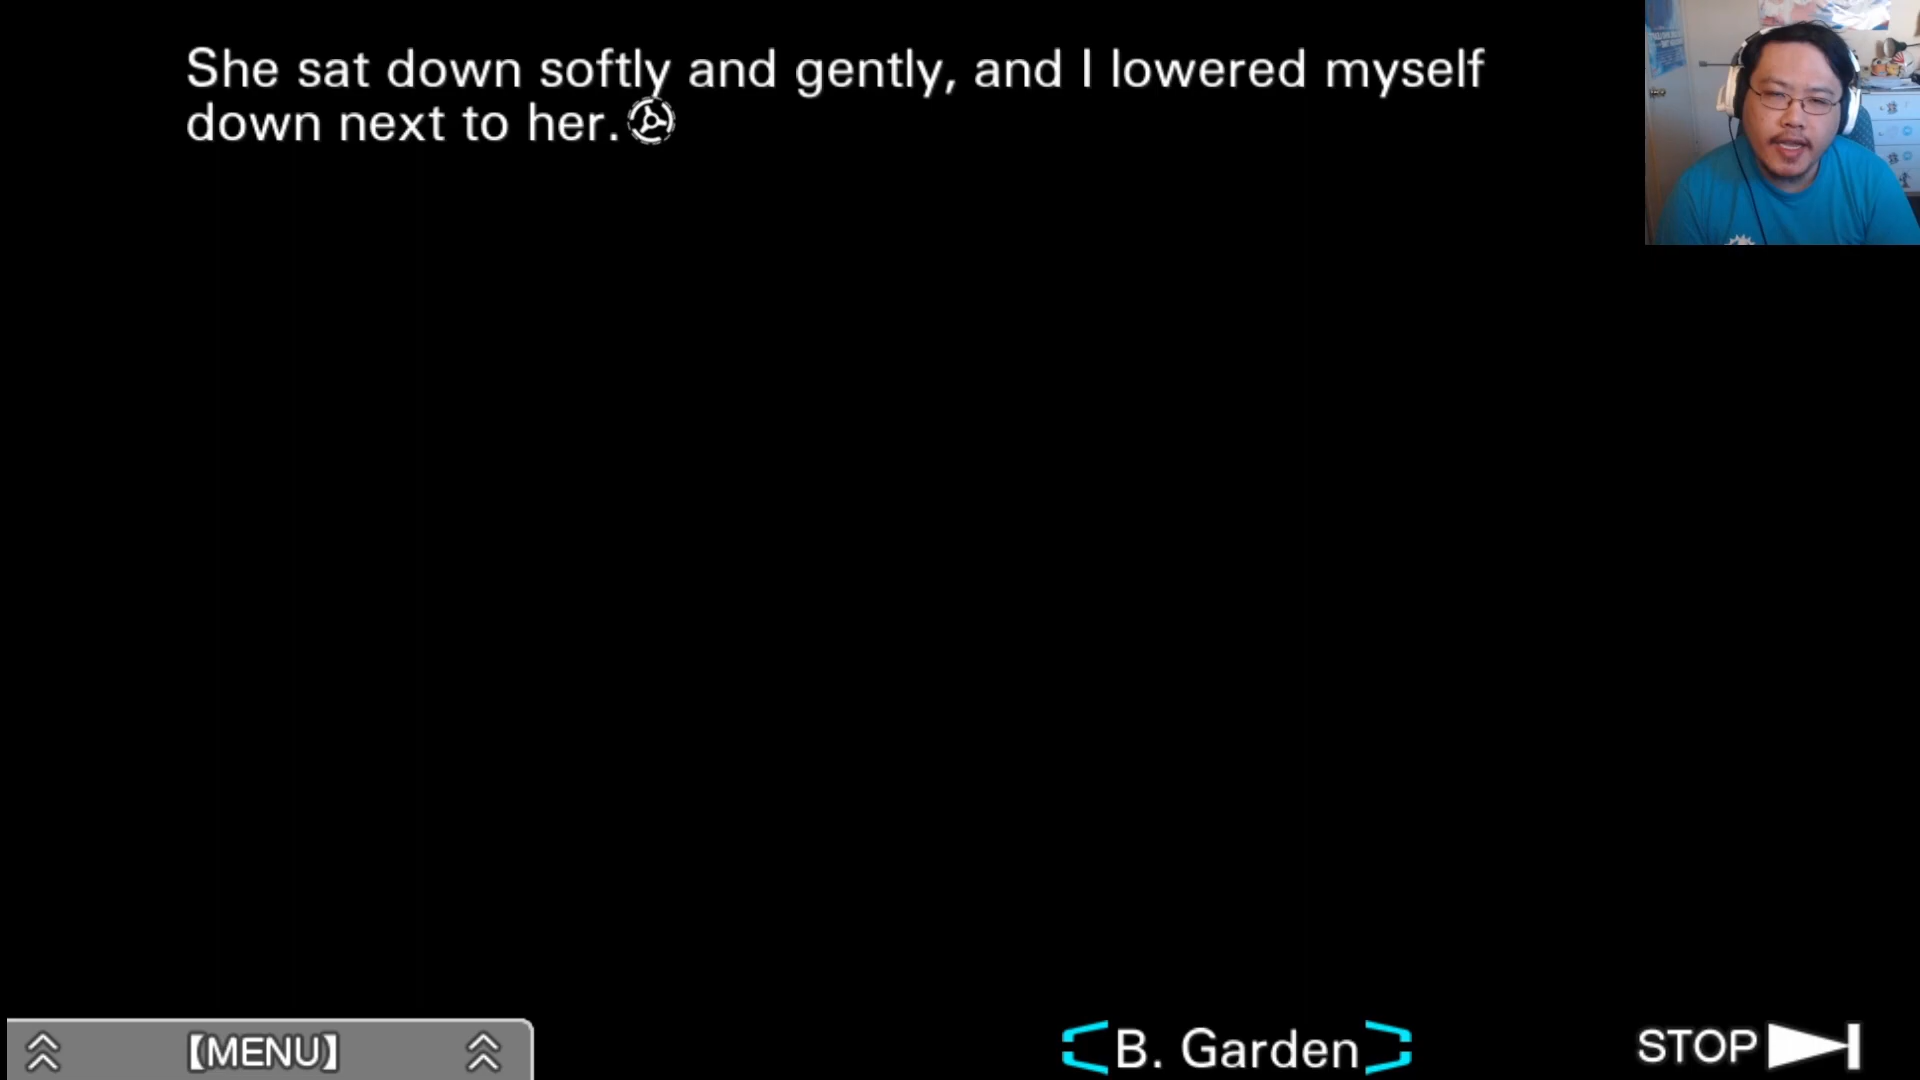 She sat down softly and gently, and I lowered myself
down next to her.
【MENU】
B. Garden
STOP